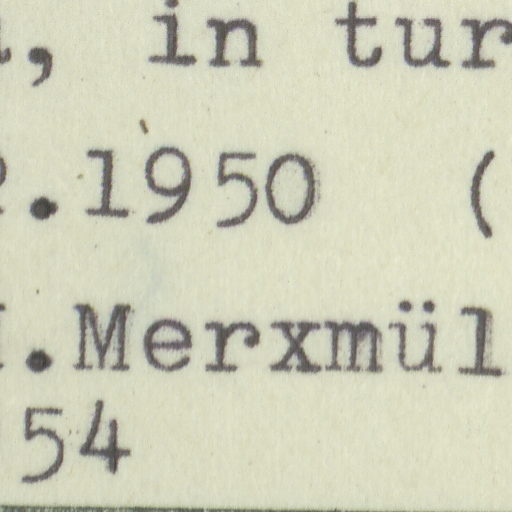 , in tur
.1950 (
.Merxmül
54